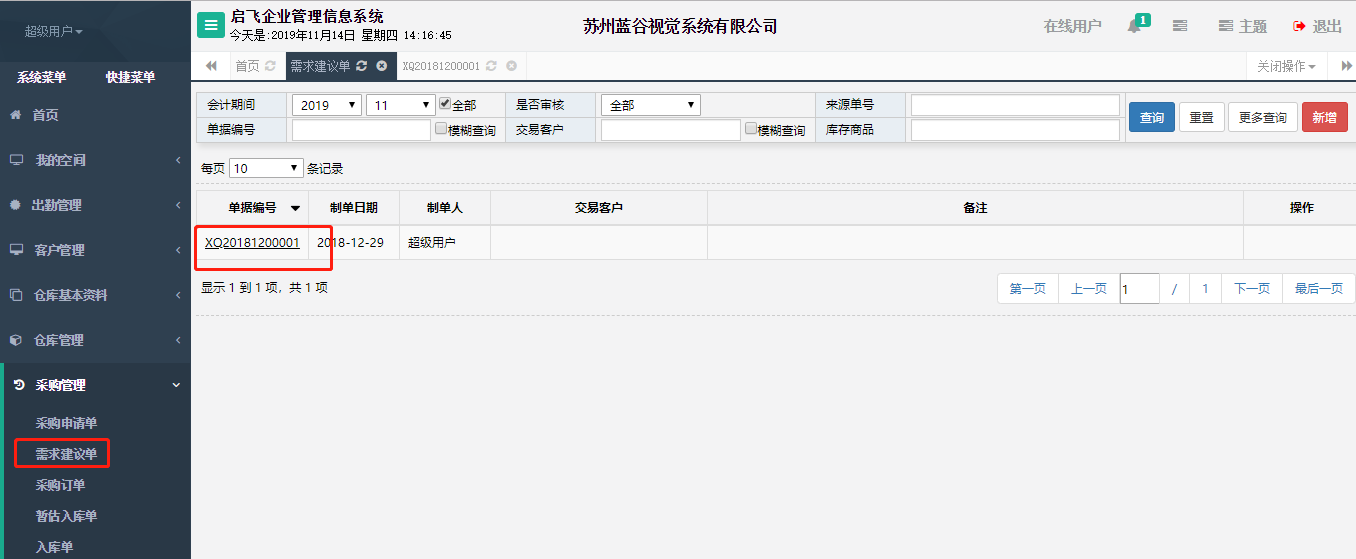 超级用户
系统菜单 快捷菜单
首页
我的空间
出勤管理
客户管理
仓库基本资料
仓库管理
采购管理
采购申请单
需求建议单
采购订单
暂估入库单
入库单
启飞企业管理信息系统
今天是:2019年11月14日 星期四 14:16:45
苏州蓝谷视觉系统有限公司
在线用户 1 主题 退出
首页 需求建议单 XQ20181200001 关闭操作
会计期间 2019 11 全部 是否审核 全部 来源单号
单据编号 模糊查询 交易客户 模糊查询 库存商品
查询 重置 更多查询 新增
每页 10 条记录
单据编号 制单日期 制单人 交易客户 备注 操作
XQ20181200001 2018-12-29 超级用户
显示 1 到 1 项，共 1 项
第一页 上一页 1 / 1 下一页 最后一页